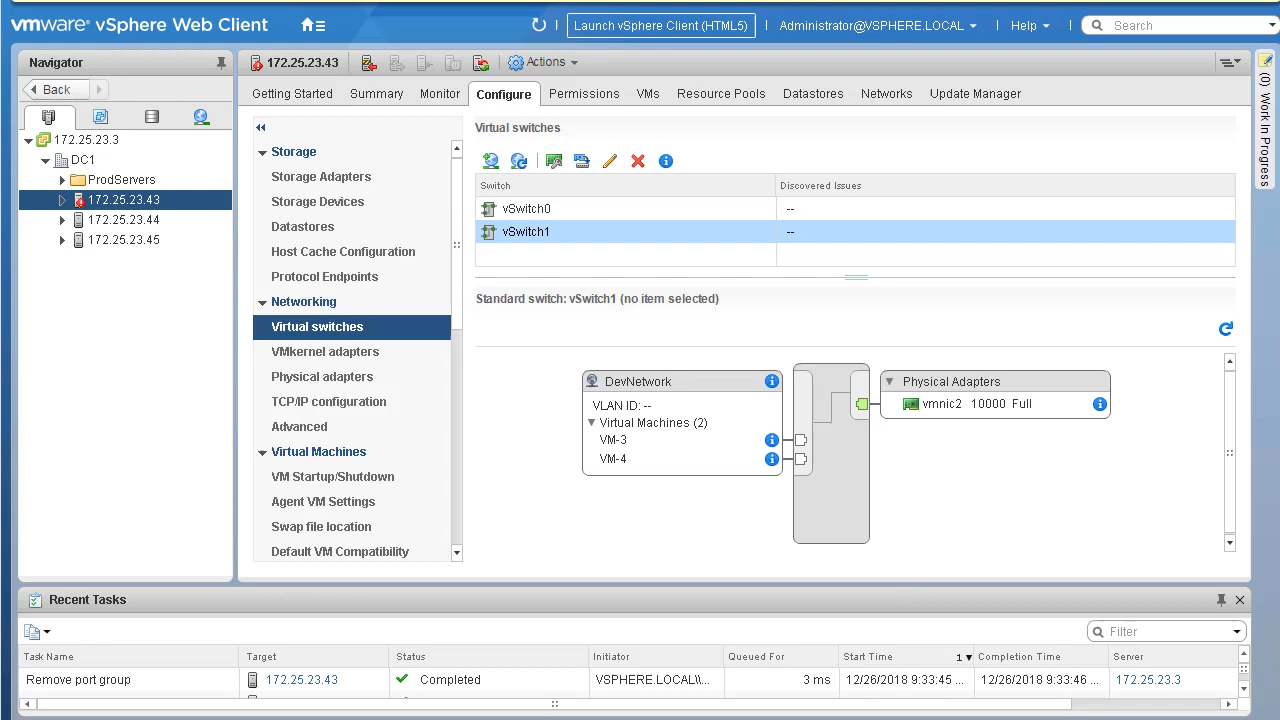 vmware® vSphere Web Client
Launch vSphere Client (HTML5)
Administrator@VSPHERE.LOCAL
Help
Search
Navigator
Back
172.25.23.3
DC1
ProdServers
172.25.23.43
172.25.23.44
172.25.23.45
172.25.23.43
Actions
Getting Started Summary Monitor Configure Permissions VMs Resource Pools Datastores Networks Update Manager
Storage
Storage Adapters
Storage Devices
Datastores
Host Cache Configuration
Protocol Endpoints
Networking
Virtual switches
VMkernel adapters
Physical adapters
TCP/IP configuration
Advanced
Virtual Machines
VM Startup/Shutdown
Agent VM Settings
Swap file location
Default VM Compatibility
Virtual switches
Switch Discovered Issues
vSwitch0 --
vSwitch1 --
Standard switch: vSwitch1 (no item selected)
DevNetwork
VLAN ID: --
Virtual Machines (2)
VM-3
VM-4
Physical Adapters
vmnic2 10000 Full
(0) Work In Progress
Recent Tasks
Filter
Task Name Target Status Initiator Queued For Start Time 1 Completion Time Server
Remove port group 172.25.23.43 Completed VSPHERE.LOCAL\\... 3 ms 12/26/2018 9:33:45 ... 12/26/2018 9:33:46 ... 172.25.23.3